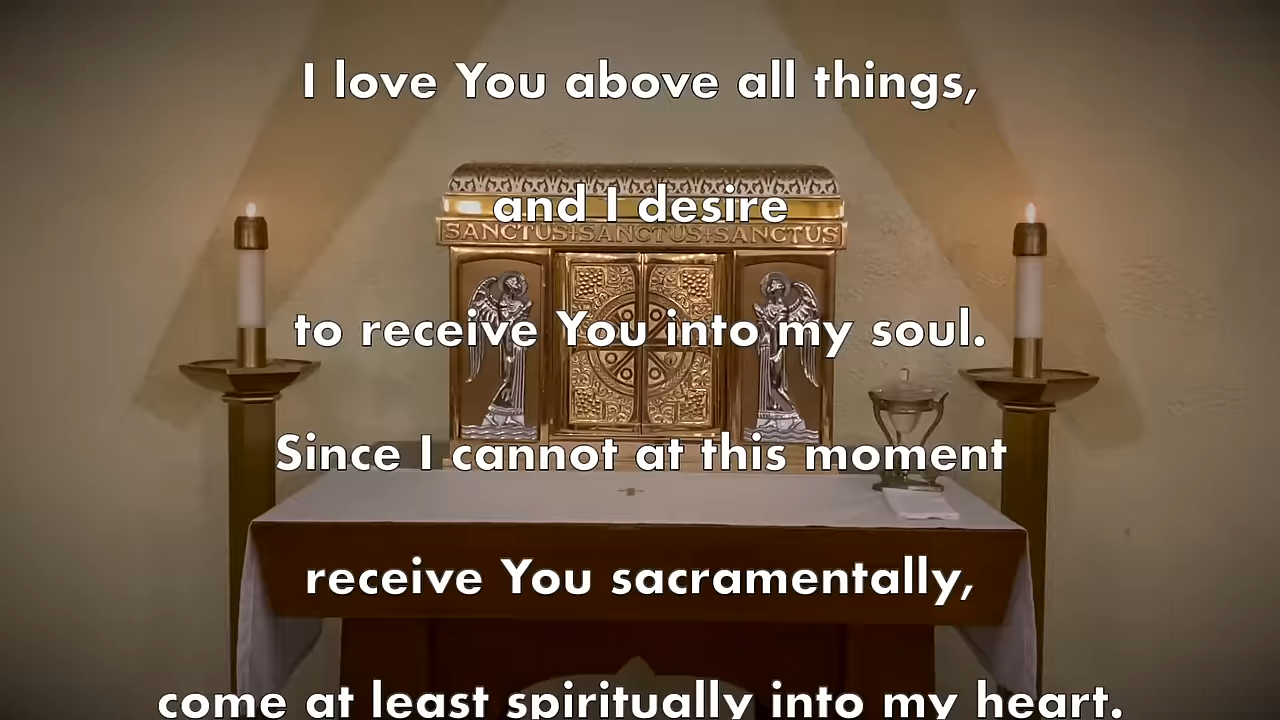 I love You above all things,
and I desire
SANCTUS+SANCTUS+SANCTUS
to receive You into my soul.
Since I cannot at this moment
receive You sacramentally,
come at least spiritually into my heart.